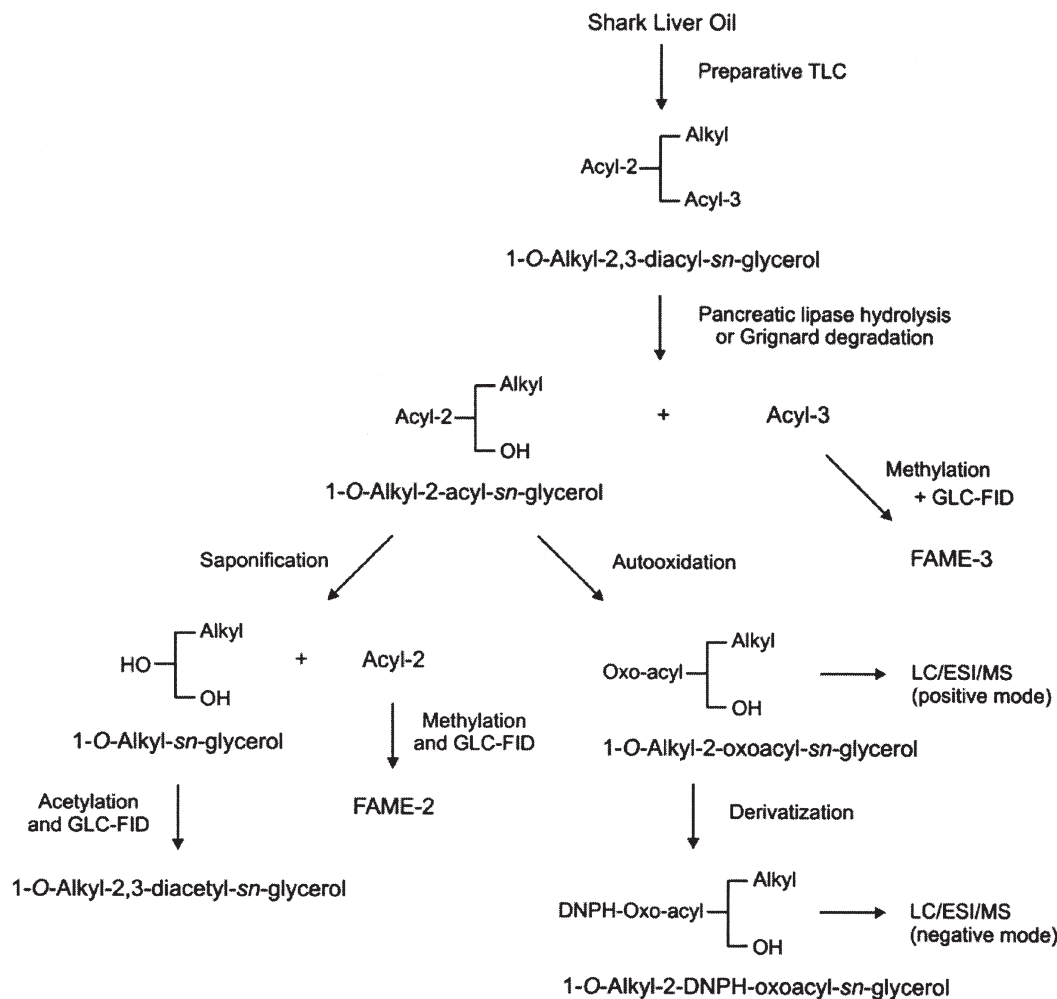 Shark Liver Oil
Preparative TLC
Alkyl
Acyl-2
Acyl-3
1-O-Alkyl-2,3-diacyl-sn-glycerol
Pancreatic lipase hydrolysis
or Grignard degradation
Alkyl
Acyl-2
+
Acyl-3
OH
1-O-Alkyl-2-acyl-sn-glycerol
Methylation
+ GLC-FID
FAME-3
Saponification
Autooxidation
Alkyl
HO
+
Acyl-2
OH
1-O-Alkyl-sn-glycerol
Methylation
and GLC-FID
FAME-2
Acetylation
and GLC-FID
1-O-Alkyl-2,3-diacetyl-sn-glycerol
Alkyl
Oxo-acyl
OH
LC/ESI/MS
(positive mode)
1-O-Alkyl-2-oxoacyl-sn-glycerol
Derivatization
Alkyl
DNPH-Oxo-acyl
OH
LC/ESI/MS
(negative mode)
1-O-Alkyl-2-DNPH-oxoacyl-sn-glycerol